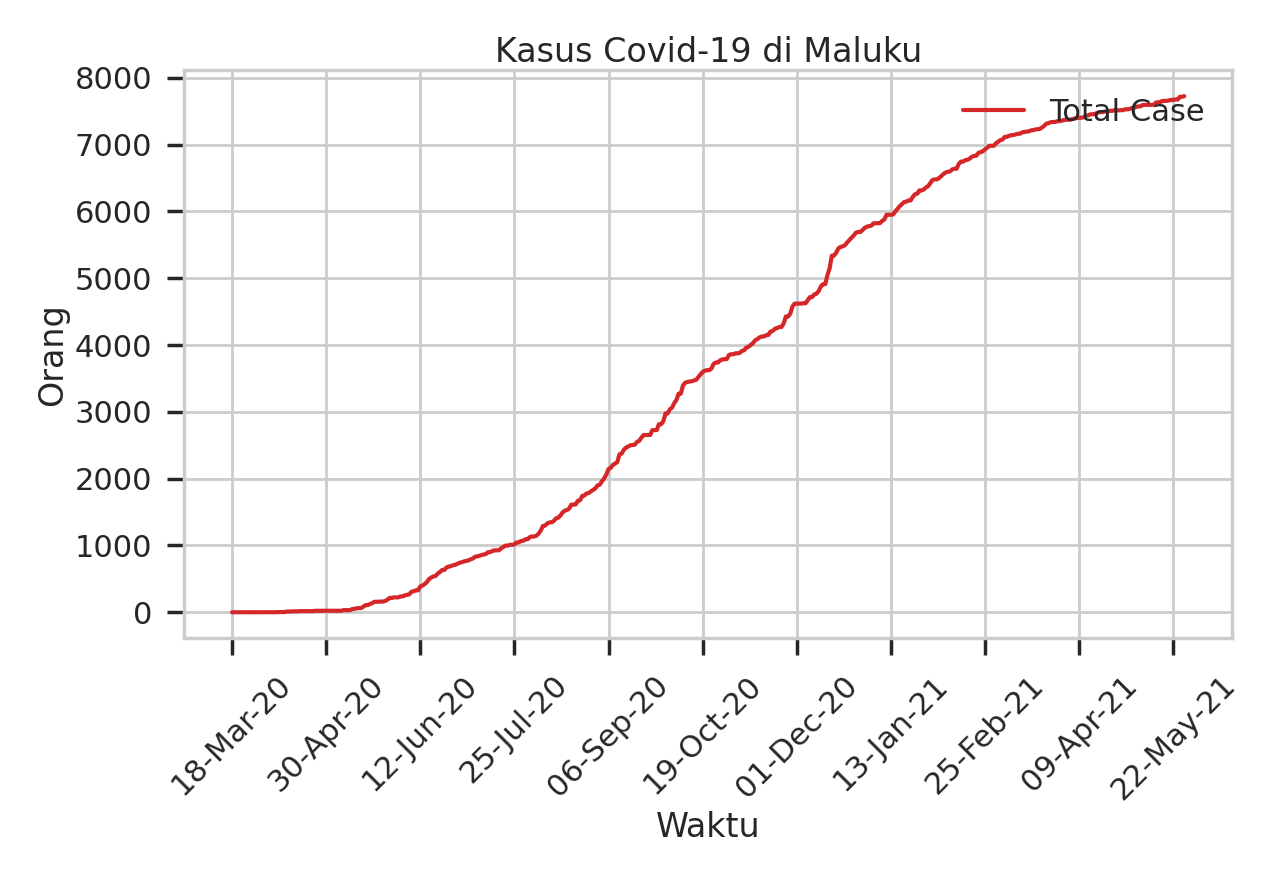 Kasus Covid-19 di Maluku
8000
7000
6000
5000
4000
3000
2000
1000
0
Orang
Total Case
18-Mar-20
30-Apr-20
12-Jun-20
25-Jul-20
06-Sep-20
19-Oct-20
01-Dec-20
13-Jan-21
25-Feb-21
09-Apr-21
22-May-21
Waktu